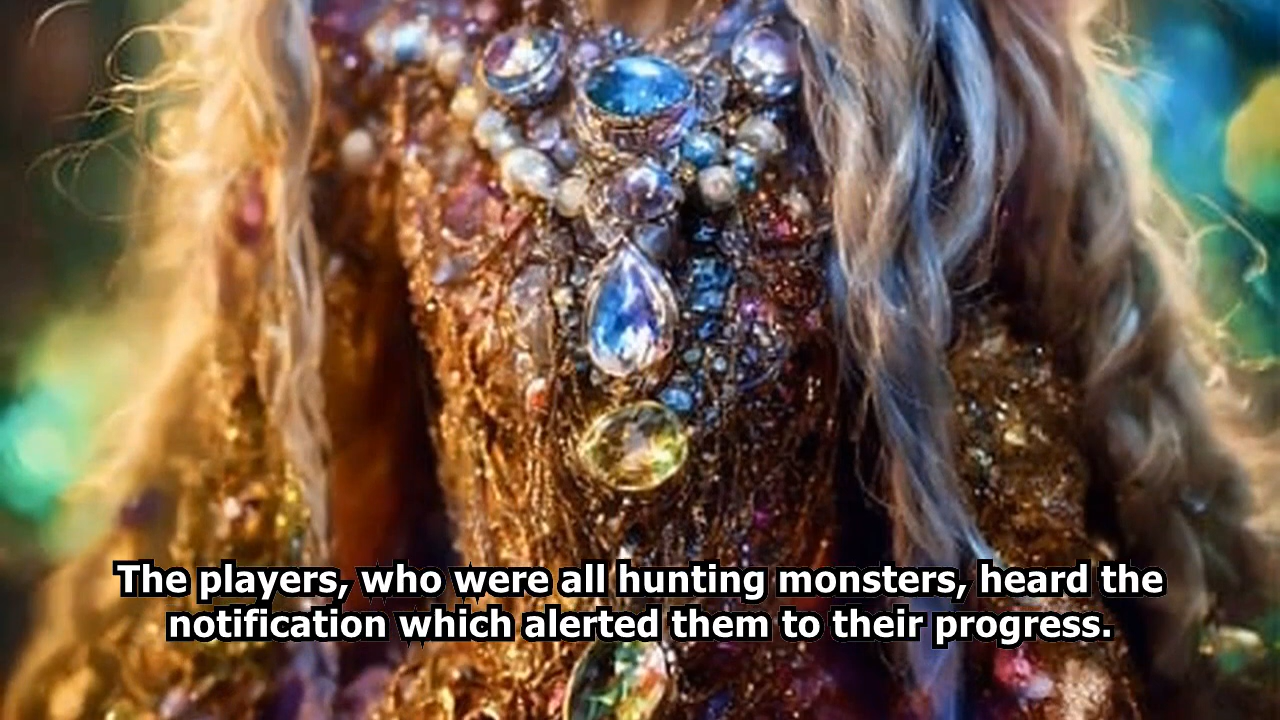 The players, who were all hunting monsters, heard the
notification which alerted them to their progress.